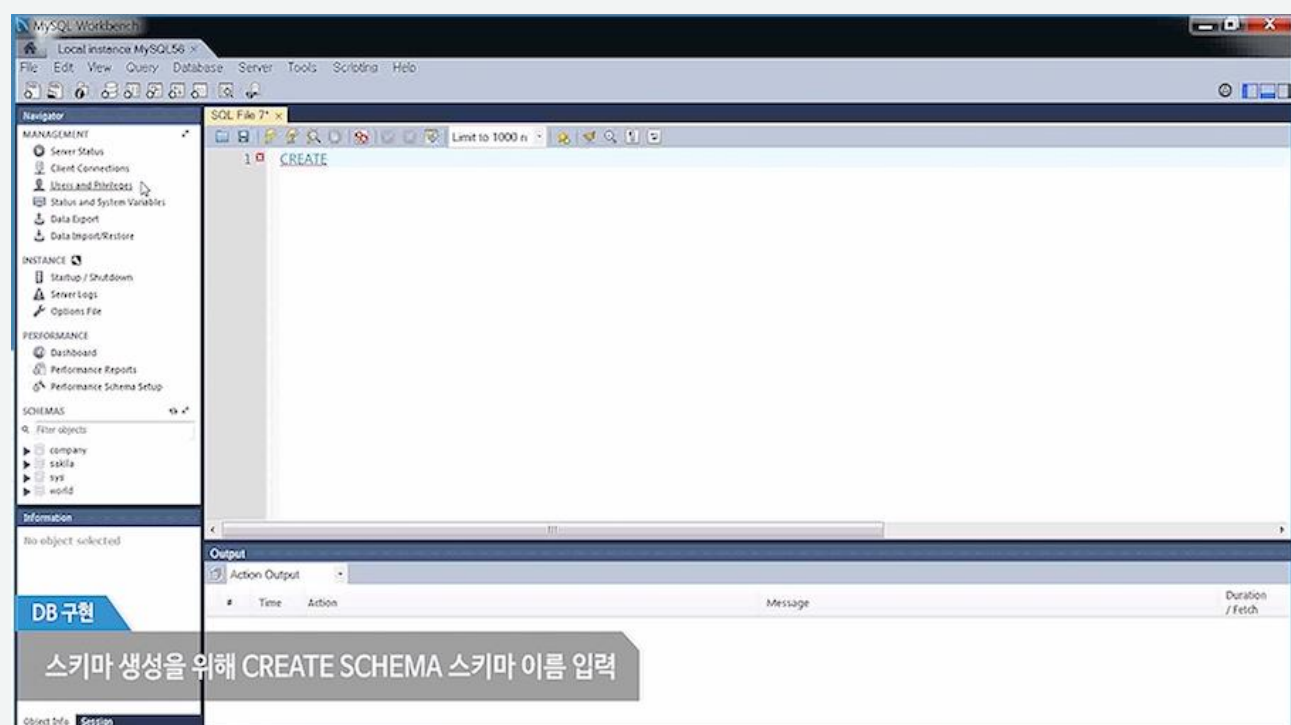 MySQL Workbench
Local instance MySQL56
File Edit View Query Database Server Tools Scripting Help
Navigator
SQL File 7*
MANAGEMENT
Server Status
Client Connections
Users and Privileges
Status and System Variables
Data Export
Data Import/Restore
INSTANCE
Startup / Shutdown
Server Logs
Options File
PERFORMANCE
Dashboard
Performance Reports
Performance Schema Setup
SCHEMAS
Filter objects
company
sakila
sys
world
Limit to 1000 r
1 CREATE
Information
No object selected
Output
Action Output
# Time Action Message Duration / Fetch
DB 구현
스키마 생성을 위해 CREATE SCHEMA 스키마 이름 입력
Object Info Session